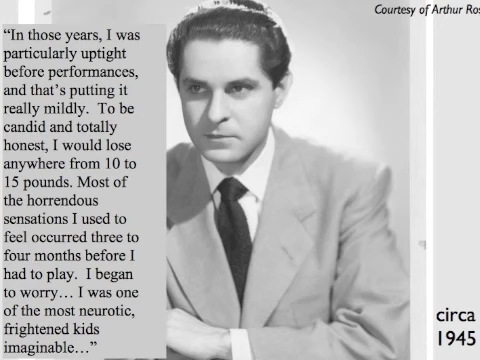 Courtesy of Arthur Ros
“In those years, I was
particularly uptight
before performances,
and that’s putting it
really mildly.  To be
candid and totally
honest, I would lose
anywhere from 10 to
15 pounds. Most of
the horrendous
sensations I used to
feel occurred three to
four months before I
had to play.  I began
to worry… I was one
of the most neurotic,
frightened kids
imaginable…”
circa
1945